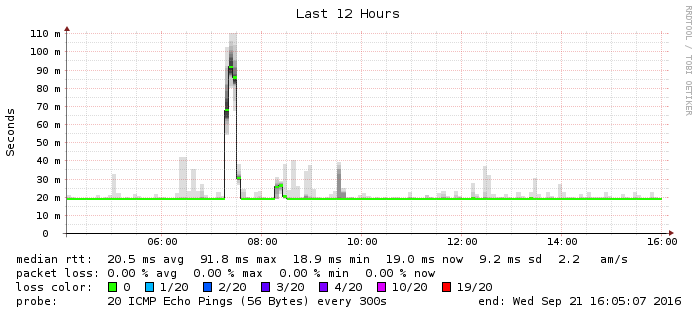 Last 12 Hours
RRDTOOL / TOBI OETIKER
Seconds
110 m
100 m
90 m
80 m
70 m
60 m
50 m
40 m
30 m
20 m
10 m
0
06:00 08:00 10:00 12:00 14:00 16:00
median rtt: 20.5 ms avg 91.8 ms max 18.9 ms min 19.0 ms now 9.2 ms sd 2.2 am/s
packet loss: 0.00 % avg 0.00 % max 0.00 % min 0.00 % now
loss color: 0 1/20 2/20 3/20 4/20 10/20 19/20
probe: 20 ICMP Echo Pings (56 Bytes) every 300s end: Wed Sep 21 16:05:07 2016